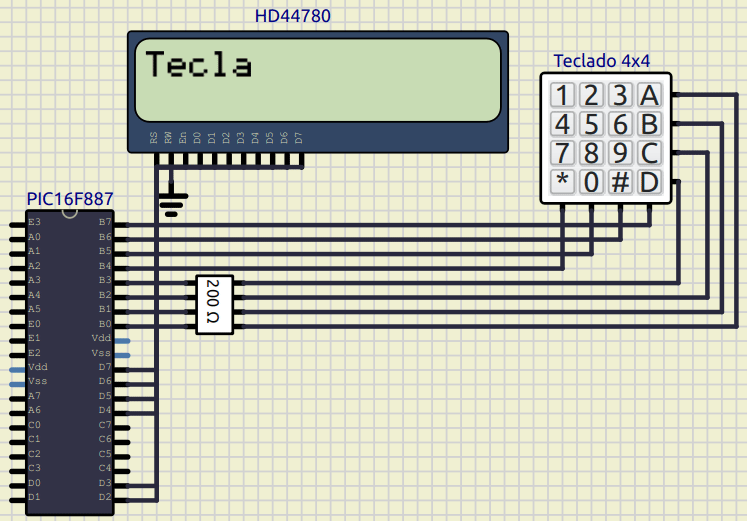 HD44780
Tecla
RS RW En D0 D1 D2 D3 D4 D5 D6 D7
Teclado 4x4
1 2 3 A
4 5 6 B
7 8 9 C
* 0 # D
PIC16F887
E3 B7
A0 B6
A1 B5
A2 B4
A3 B3
A4 B2
A5 B1
E0 B0
E1 Vdd
E2 Vss
Vdd D7
Vss D6
A7 D5
A6 D4
C0 C7
C1 C6
C2 C5
C3 C4
D0 D3
D1 D2
200 Ω